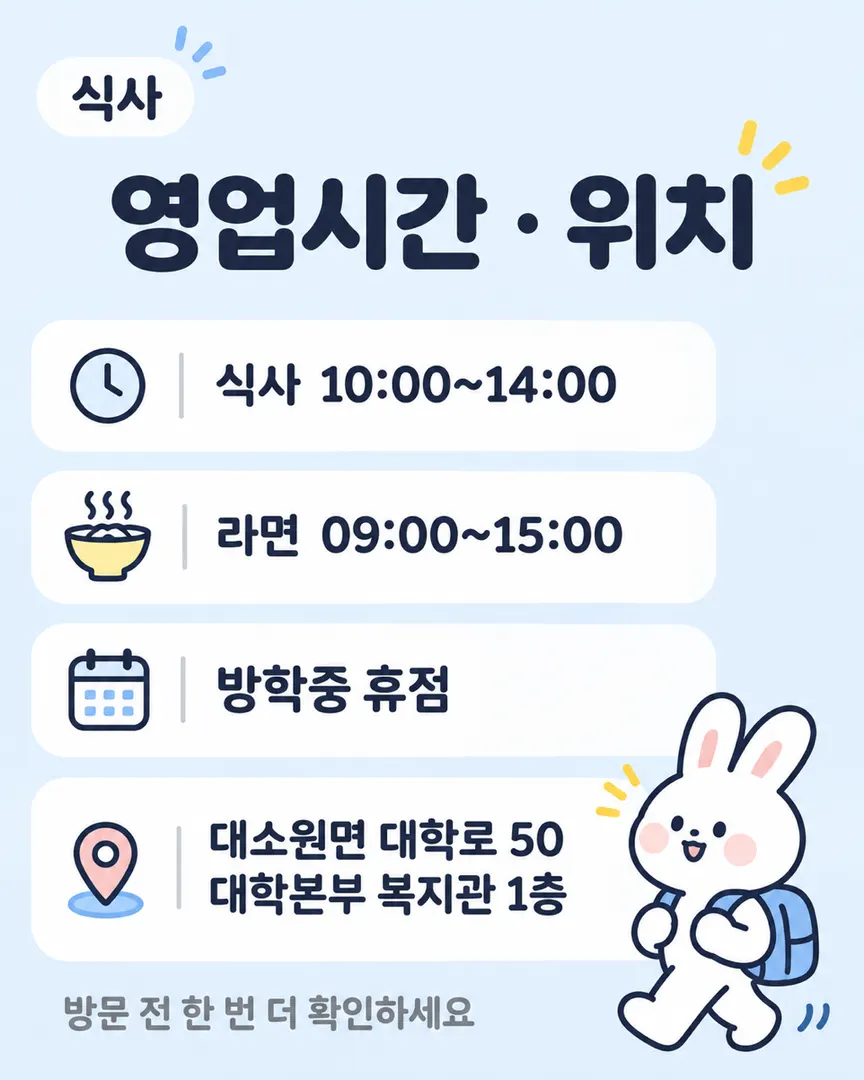 식사
영업시간 · 위치
식사 10:00~14:00
라면 09:00~15:00
방학중 휴점
대소원면 대학로 50
대학본부 복지관 1층
방문 전 한 번 더 확인하세요